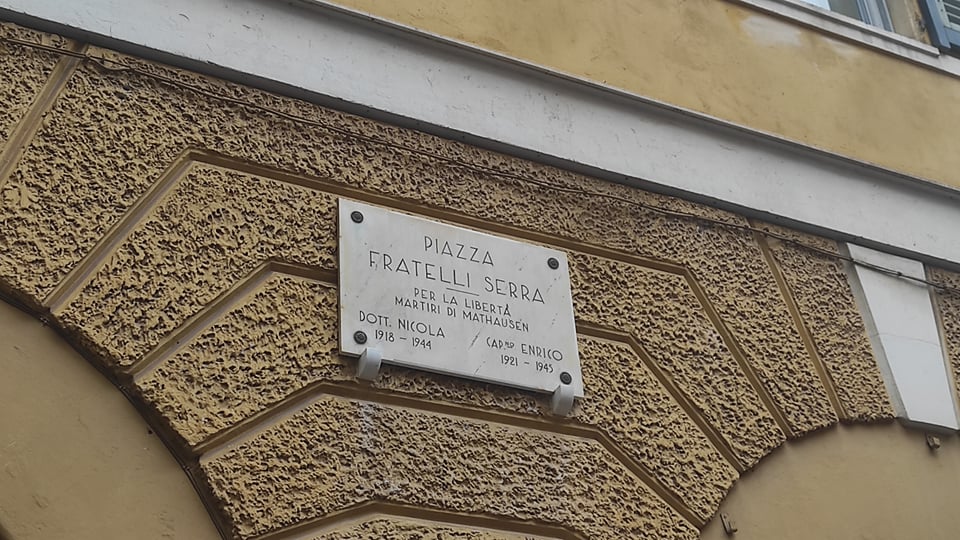 PIAZZA
FRATELLI SERRA
PER LA LIBERTÀ
MARTIRI DI MATHAUSEN
DOTT. NICOLA
1918 - 1944
CAP.NO ENRICO
1921 - 1945